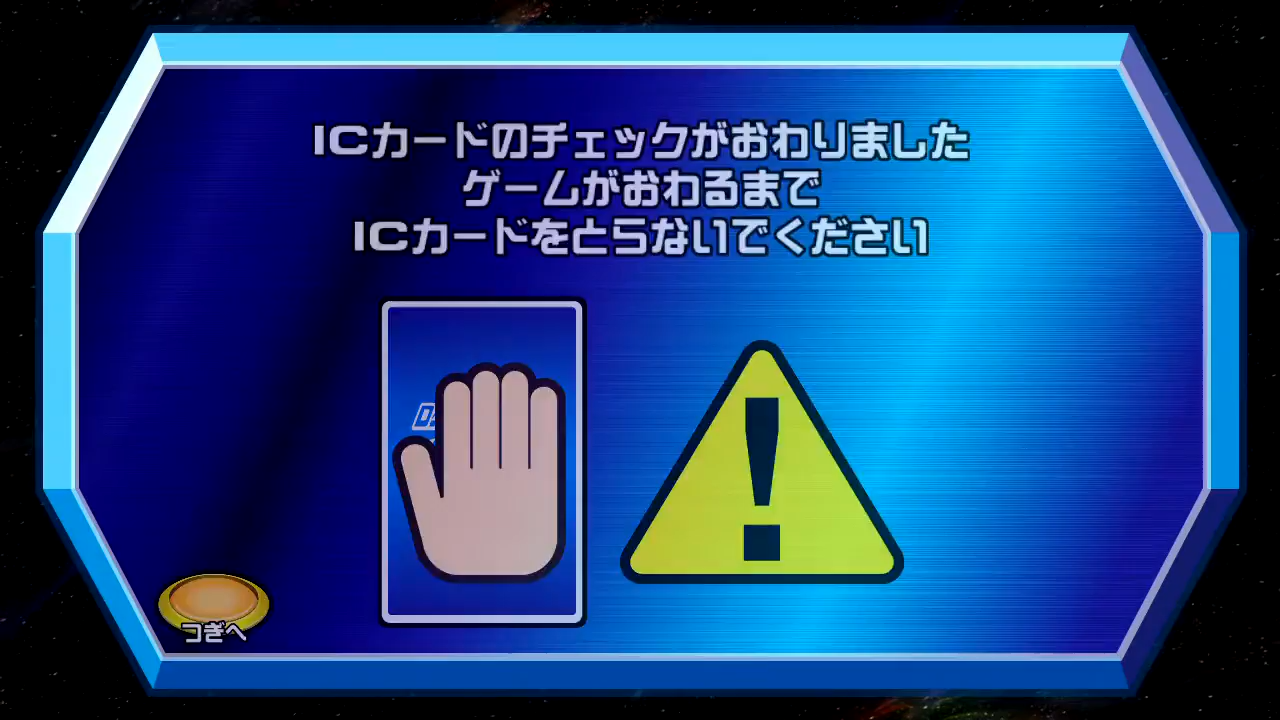 ICカードのチェックがおわりました
ゲームがおわるまで
ICカードをとらないでください
つぎへ